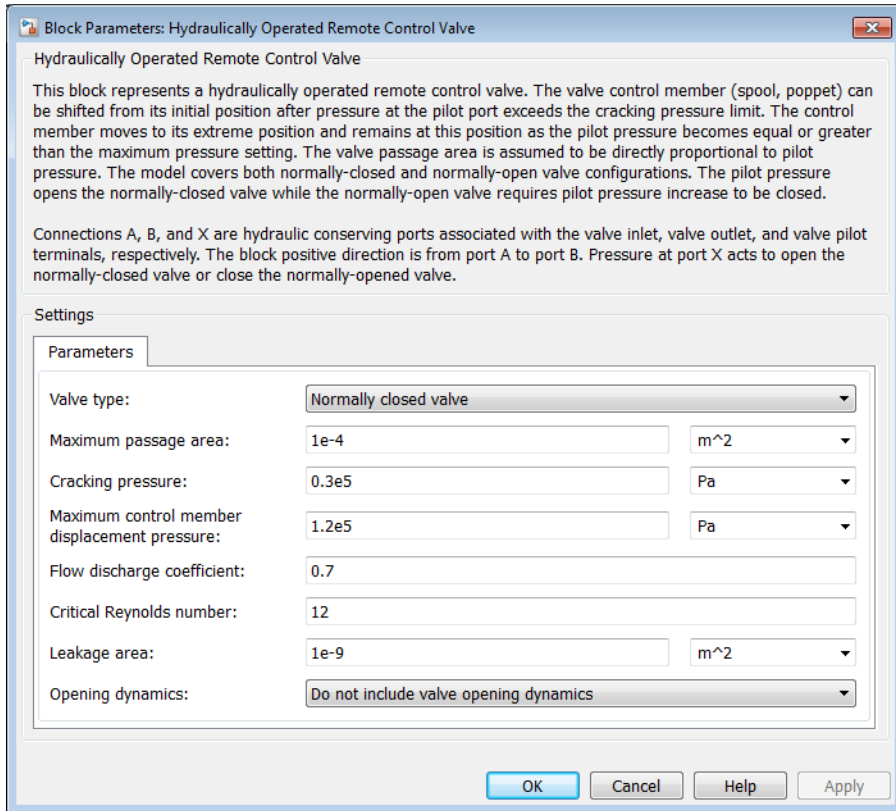 Block Parameters: Hydraulically Operated Remote Control Valve
Hydraulically Operated Remote Control Valve
This block represents a hydraulically operated remote control valve. The valve control member (spool, poppet) can
be shifted from its initial position after pressure at the pilot port exceeds the cracking pressure limit. The control
member moves to its extreme position and remains at this position as the pilot pressure becomes equal or greater
than the maximum pressure setting. The valve passage area is assumed to be directly proportional to pilot
pressure. The model covers both normally-closed and normally-open valve configurations. The pilot pressure
opens the normally-closed valve while the normally-open valve requires pilot pressure increase to be closed.
Connections A, B, and X are hydraulic conserving ports associated with the valve inlet, valve outlet, and valve pilot
terminals, respectively. The block positive direction is from port A to port B. Pressure at port X acts to open the
normally-closed valve or close the normally-opened valve.
Settings
Parameters
Valve type: Normally closed valve
Maximum passage area: 1e-4 m^2
Cracking pressure: 0.3e5 Pa
Maximum control member
displacement pressure: 1.2e5 Pa
Flow discharge coefficient: 0.7
Critical Reynolds number: 12
Leakage area: 1e-9 m^2
Opening dynamics: Do not include valve opening dynamics
OK Cancel Help Apply